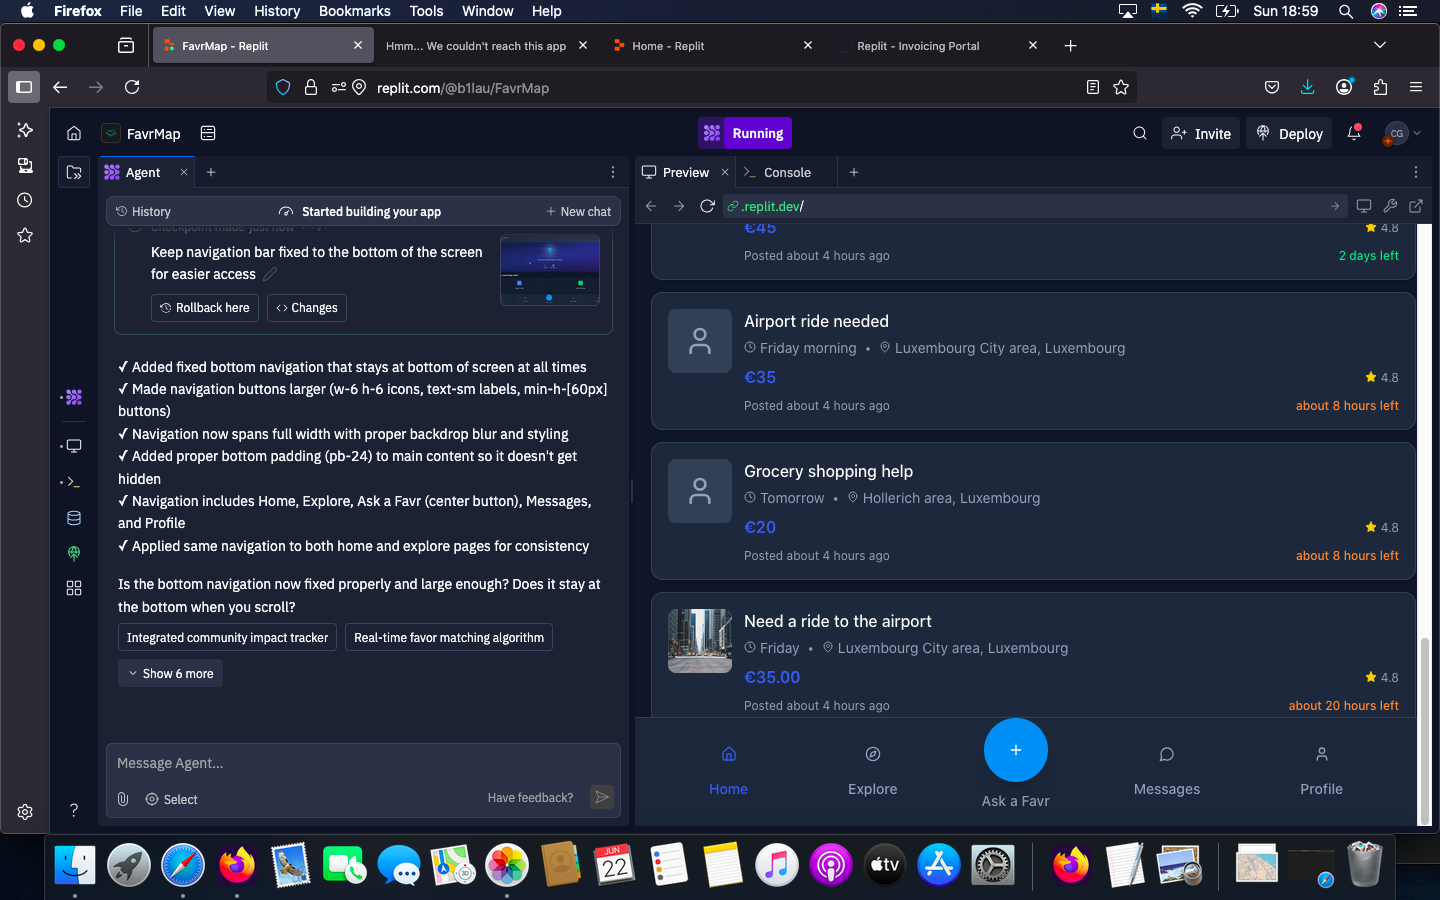 Firefox File Edit View History Bookmarks Tools Window Help Sun 18:59
FavrMap - Replit
Hmm... We couldn't reach this app
Home - Replit
Replit - Invoicing Portal
replit.com/@b1lau/FavrMap
FavrMap
Running
Invite
Deploy
CG
Agent
History
Started building your app
New chat
Checkpoint made just now
Keep navigation bar fixed to the bottom of the screen
for easier access
Rollback here
Changes
✓ Added fixed bottom navigation that stays at bottom of screen at all times
✓ Made navigation buttons larger (w-6 h-6 icons, text-sm labels, min-h-[60px]
buttons)
✓ Navigation now spans full width with proper backdrop blur and styling
✓ Added proper bottom padding (pb-24) to main content so it doesn't get
hidden
✓ Navigation includes Home, Explore, Ask a Favr (center button), Messages,
and Profile
✓ Applied same navigation to both home and explore pages for consistency
Is the bottom navigation now fixed properly and large enough? Does it stay at
the bottom when you scroll?
Integrated community impact tracker
Real-time favor matching algorithm
Show 6 more
Message Agent...
Select
Have feedback?
Preview
Console
.replit.dev/
€45
4.8
Posted about 4 hours ago
2 days left
Airport ride needed
Friday morning • Luxembourg City area, Luxembourg
€35
4.8
Posted about 4 hours ago
about 8 hours left
Grocery shopping help
Tomorrow • Hollerich area, Luxembourg
€20
4.8
Posted about 4 hours ago
about 8 hours left
Need a ride to the airport
Friday • Luxembourg City area, Luxembourg
€35.00
4.8
Posted about 4 hours ago
about 20 hours left
Home
Explore
Ask a Favr
Messages
Profile
JUN
22
3D
tv